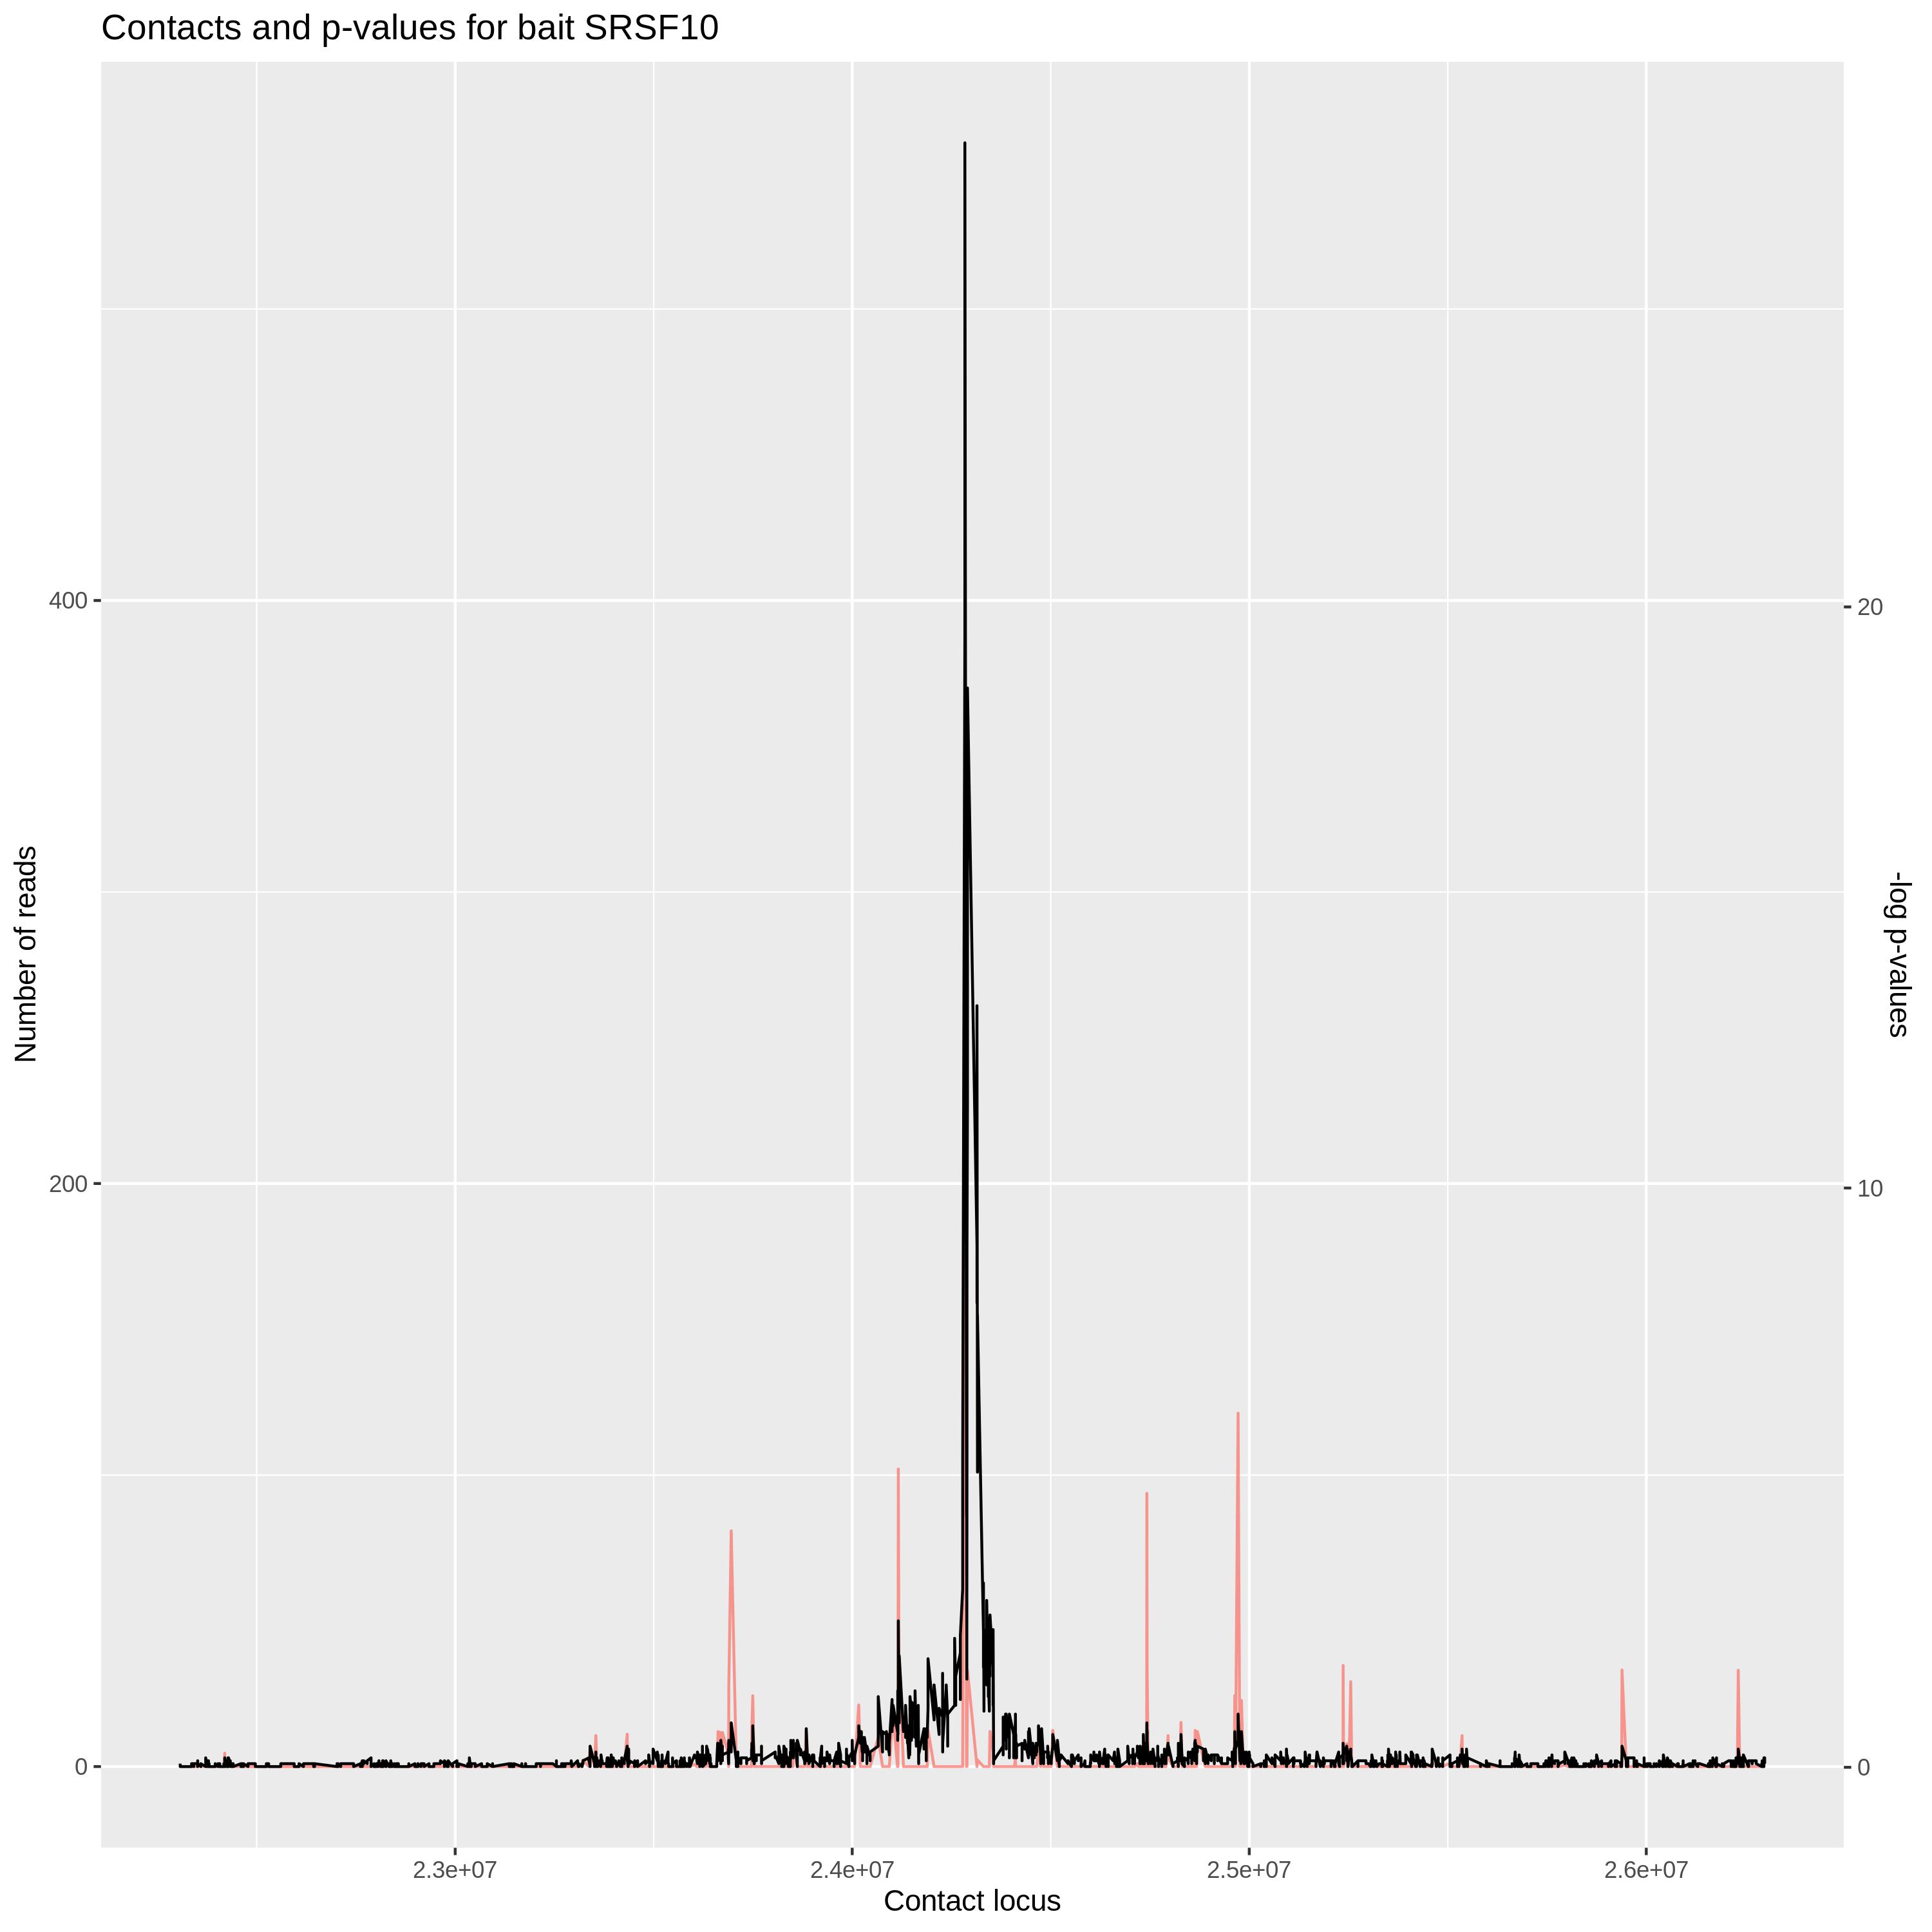 Contacts and p-values for bait SRSF10
Number of reads
400
200
0
20
10
0
-log p-values
2.3e+07
2.4e+07
2.5e+07
2.6e+07
Contact locus